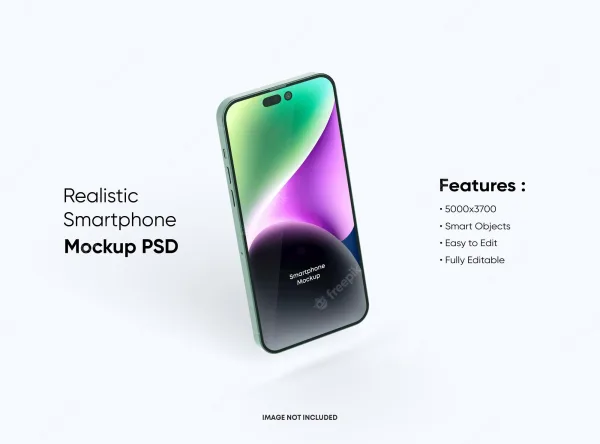 Realistic
Smartphone
Mockup PSD
Smartphone
Mockup
freepik
Features :
• 5000x3700
• Smart Objects
• Easy to Edit
• Fully Editable
IMAGE NOT INCLUDED